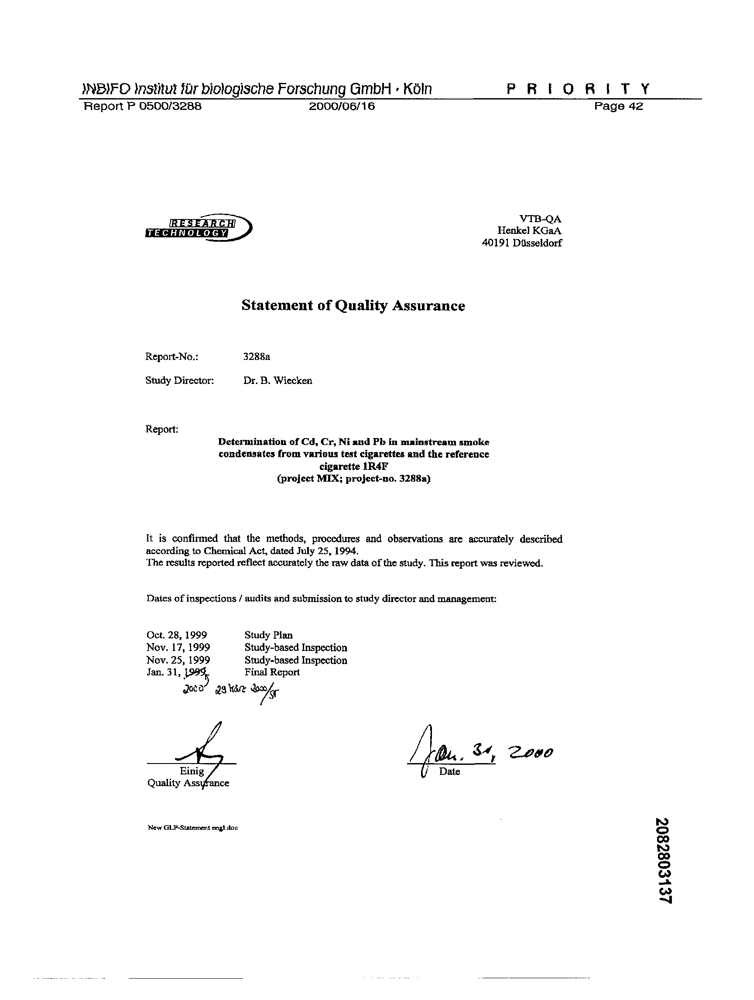 INBIFO Institut für biologische Forschung GmbH · Köln PRIORITY
Report P 0500/3288 2000/06/16 Page 42
RESEARCH
TECHNOLOGY
VTB-QA
Henkel KGaA
40191 Düsseldorf
Statement of Quality Assurance
Report-No.: 3288a
Study Director: Dr. B. Wiecken
Report:
Determination of Cd, Cr, Ni and Pb in mainstream smoke
condensates from various test cigarettes and the reference
cigarette 1R4F
(project MIX; project-no. 3288a)
It is confirmed that the methods, procedures and observations are accurately described
according to Chemical Act, dated July 25, 1994.
The results reported reflect accurately the raw data of the study. This report was reviewed.
Dates of inspections / audits and submission to study director and management:
Oct. 28, 1999 Study Plan
Nov. 17, 1999 Study-based Inspection
Nov. 25, 1999 Study-based Inspection
Jan. 31, 1999 Final Report
2000 29 März 2000
Jan. 31, 2000
Einig Date
Quality Assurance
New GLP-Statement engl.doc
2082803137